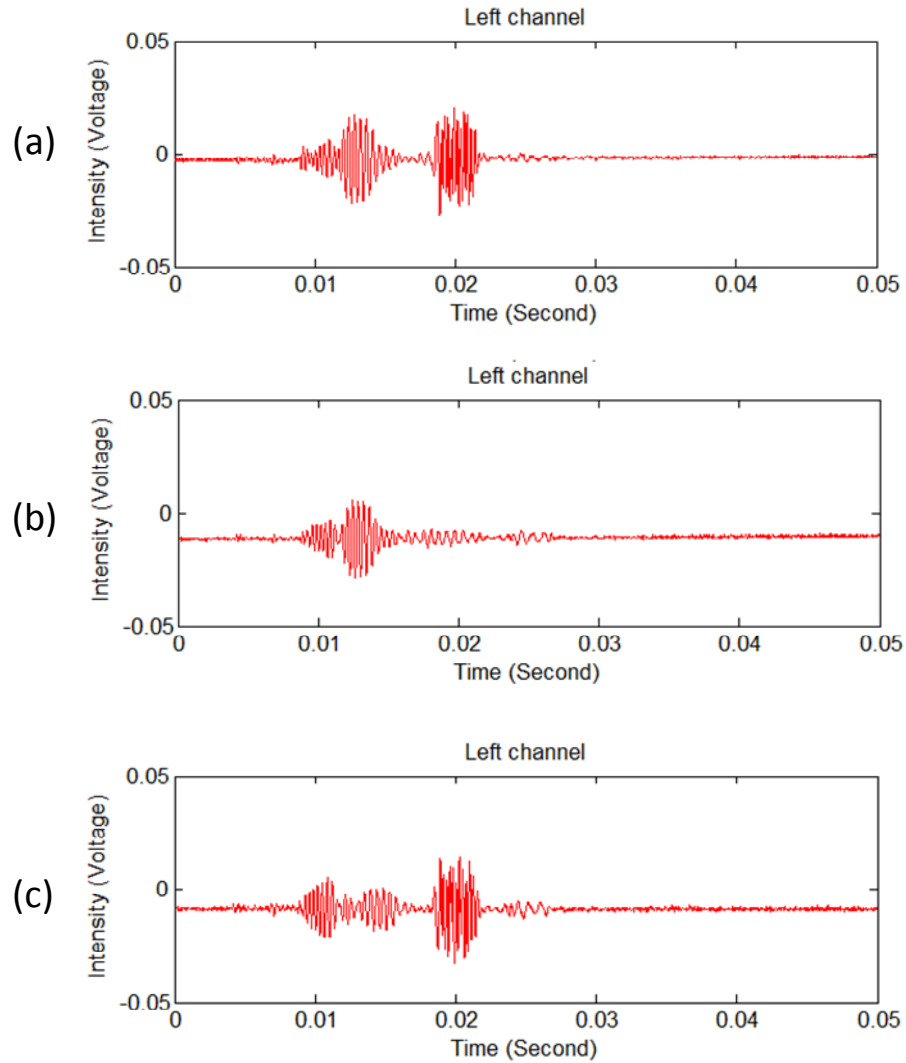 Left channel
(a)
Intensity (Voltage)
0.05
0
-0.05
0 0.01 0.02 0.03 0.04 0.05
Time (Second)
Left channel
(b)
Intensity (Voltage)
0.05
0
-0.05
0 0.01 0.02 0.03 0.04 0.05
Time (Second)
Left channel
(c)
Intensity (Voltage)
0.05
0
-0.05
0 0.01 0.02 0.03 0.04 0.05
Time (Second)